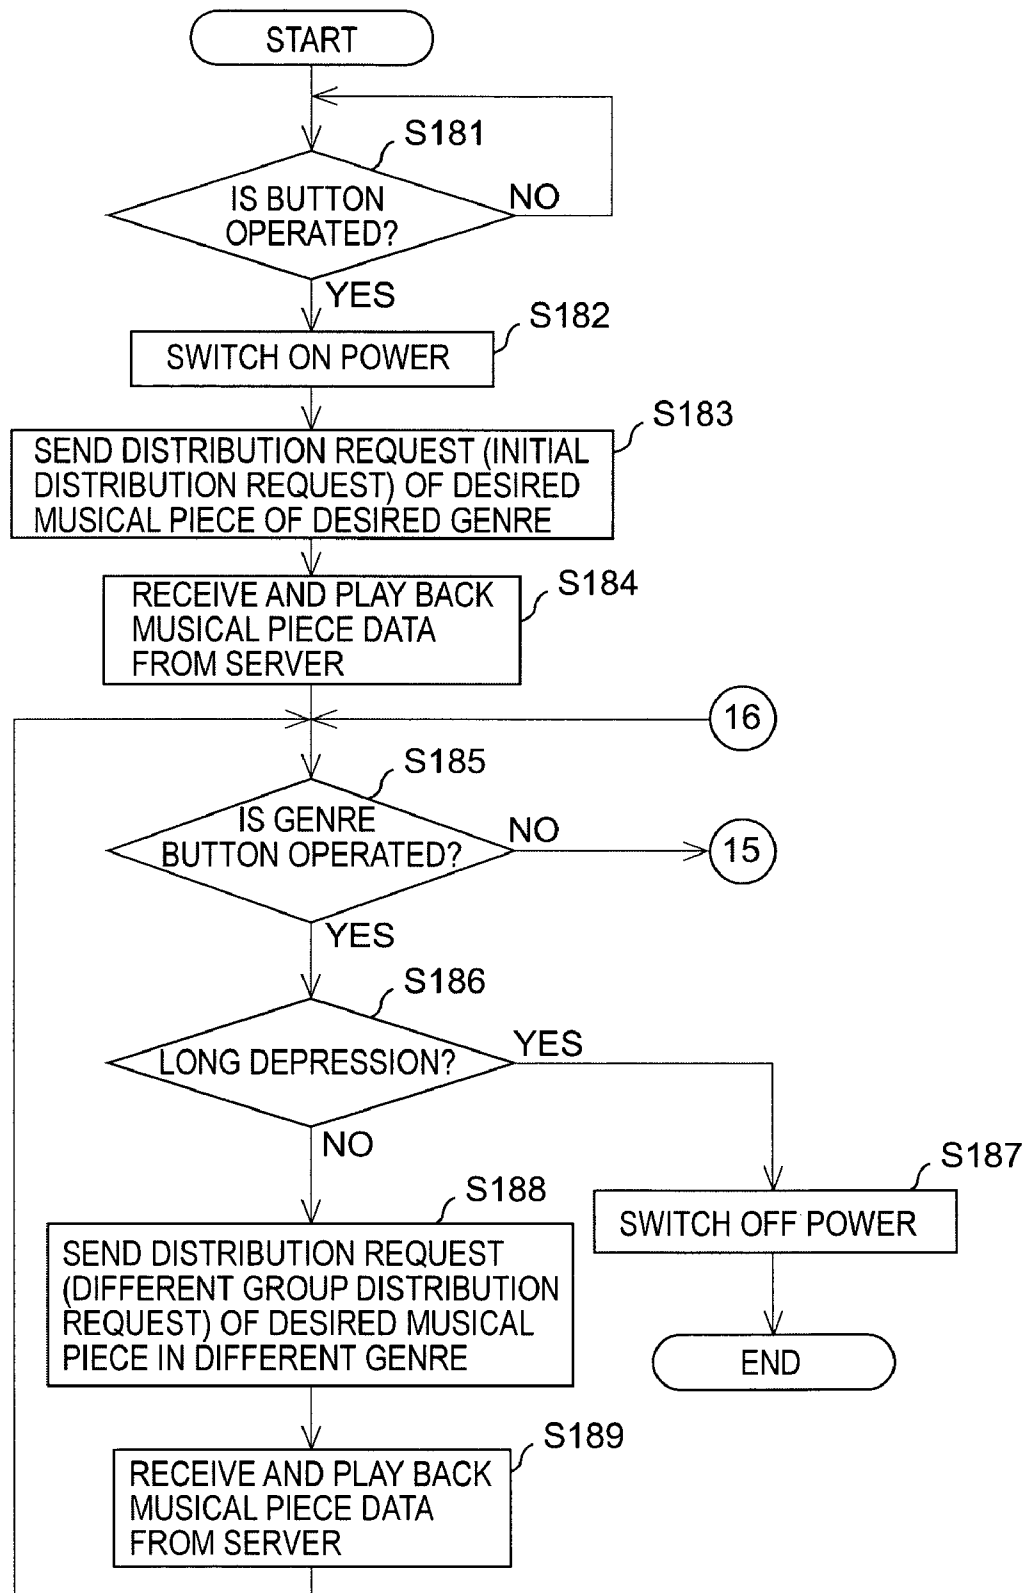 START
S181
IS BUTTON
OPERATED?
NO
YES
S182
SWITCH ON POWER
S183
SEND DISTRIBUTION REQUEST (INITIAL
DISTRIBUTION REQUEST) OF DESIRED
MUSICAL PIECE OF DESIRED GENRE
S184
RECEIVE AND PLAY BACK
MUSICAL PIECE DATA
FROM SERVER
16
S185
IS GENRE
BUTTON OPERATED?
NO
15
YES
S186
LONG DEPRESSION?
YES
NO
S187
SWITCH OFF POWER
END
S188
SEND DISTRIBUTION REQUEST
(DIFFERENT GROUP DISTRIBUTION
REQUEST) OF DESIRED MUSICAL
PIECE IN DIFFERENT GENRE
S189
RECEIVE AND PLAY BACK
MUSICAL PIECE DATA
FROM SERVER